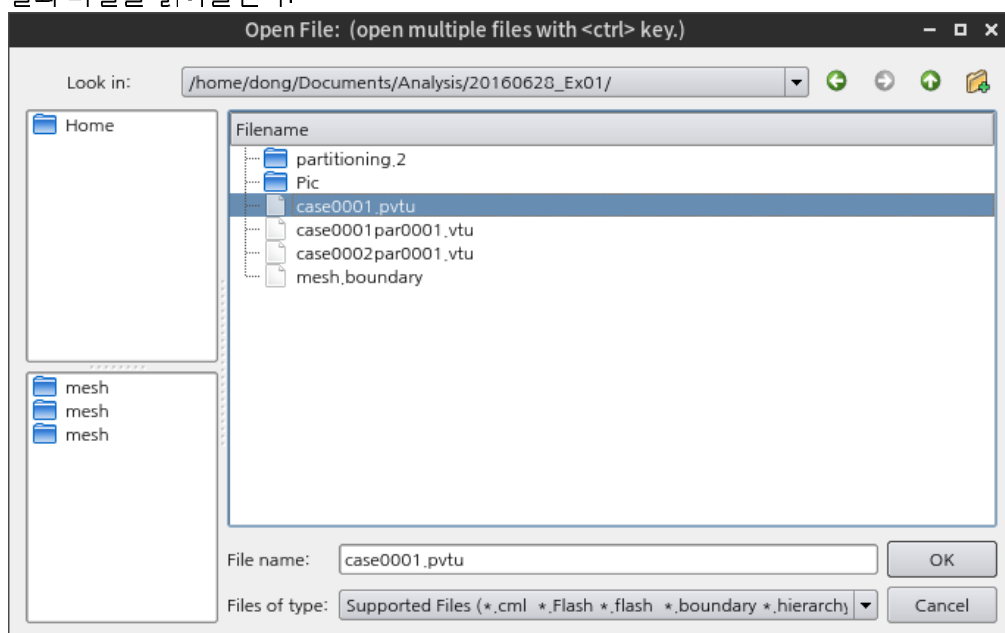 Open File: (open multiple files with <ctrl> key.)
Look in: /home/dong/Documents/Analysis/20160628_Ex01/
Home
Filename
partitioning.2
Pic
case0001.pvtu
case0001par0001.vtu
case0002par0001.vtu
mesh.boundary
mesh
mesh
mesh
File name: case0001.pvtu OK
Files of type: Supported Files (*.cml *.Flash *.flash *.boundary *.hierarchy Cancel